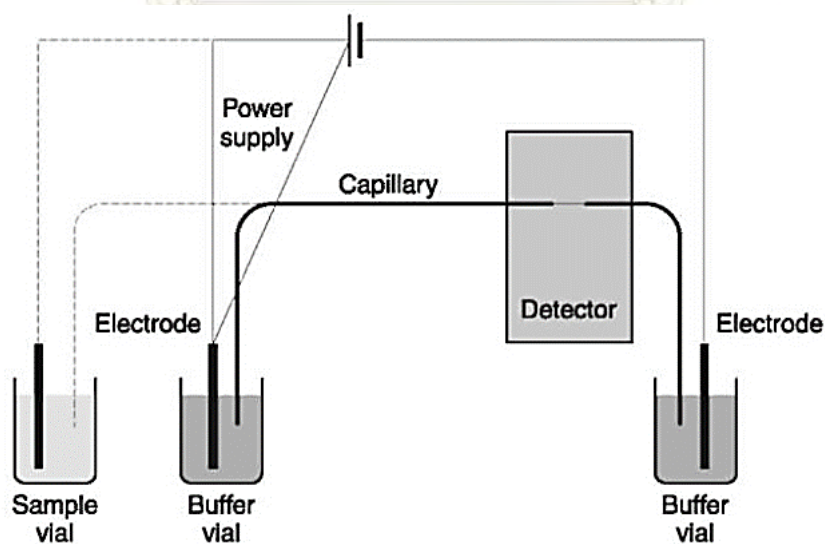 Power
supply
Capillary
Detector
Electrode
Electrode
Sample
vial
Buffer
vial
Buffer
vial